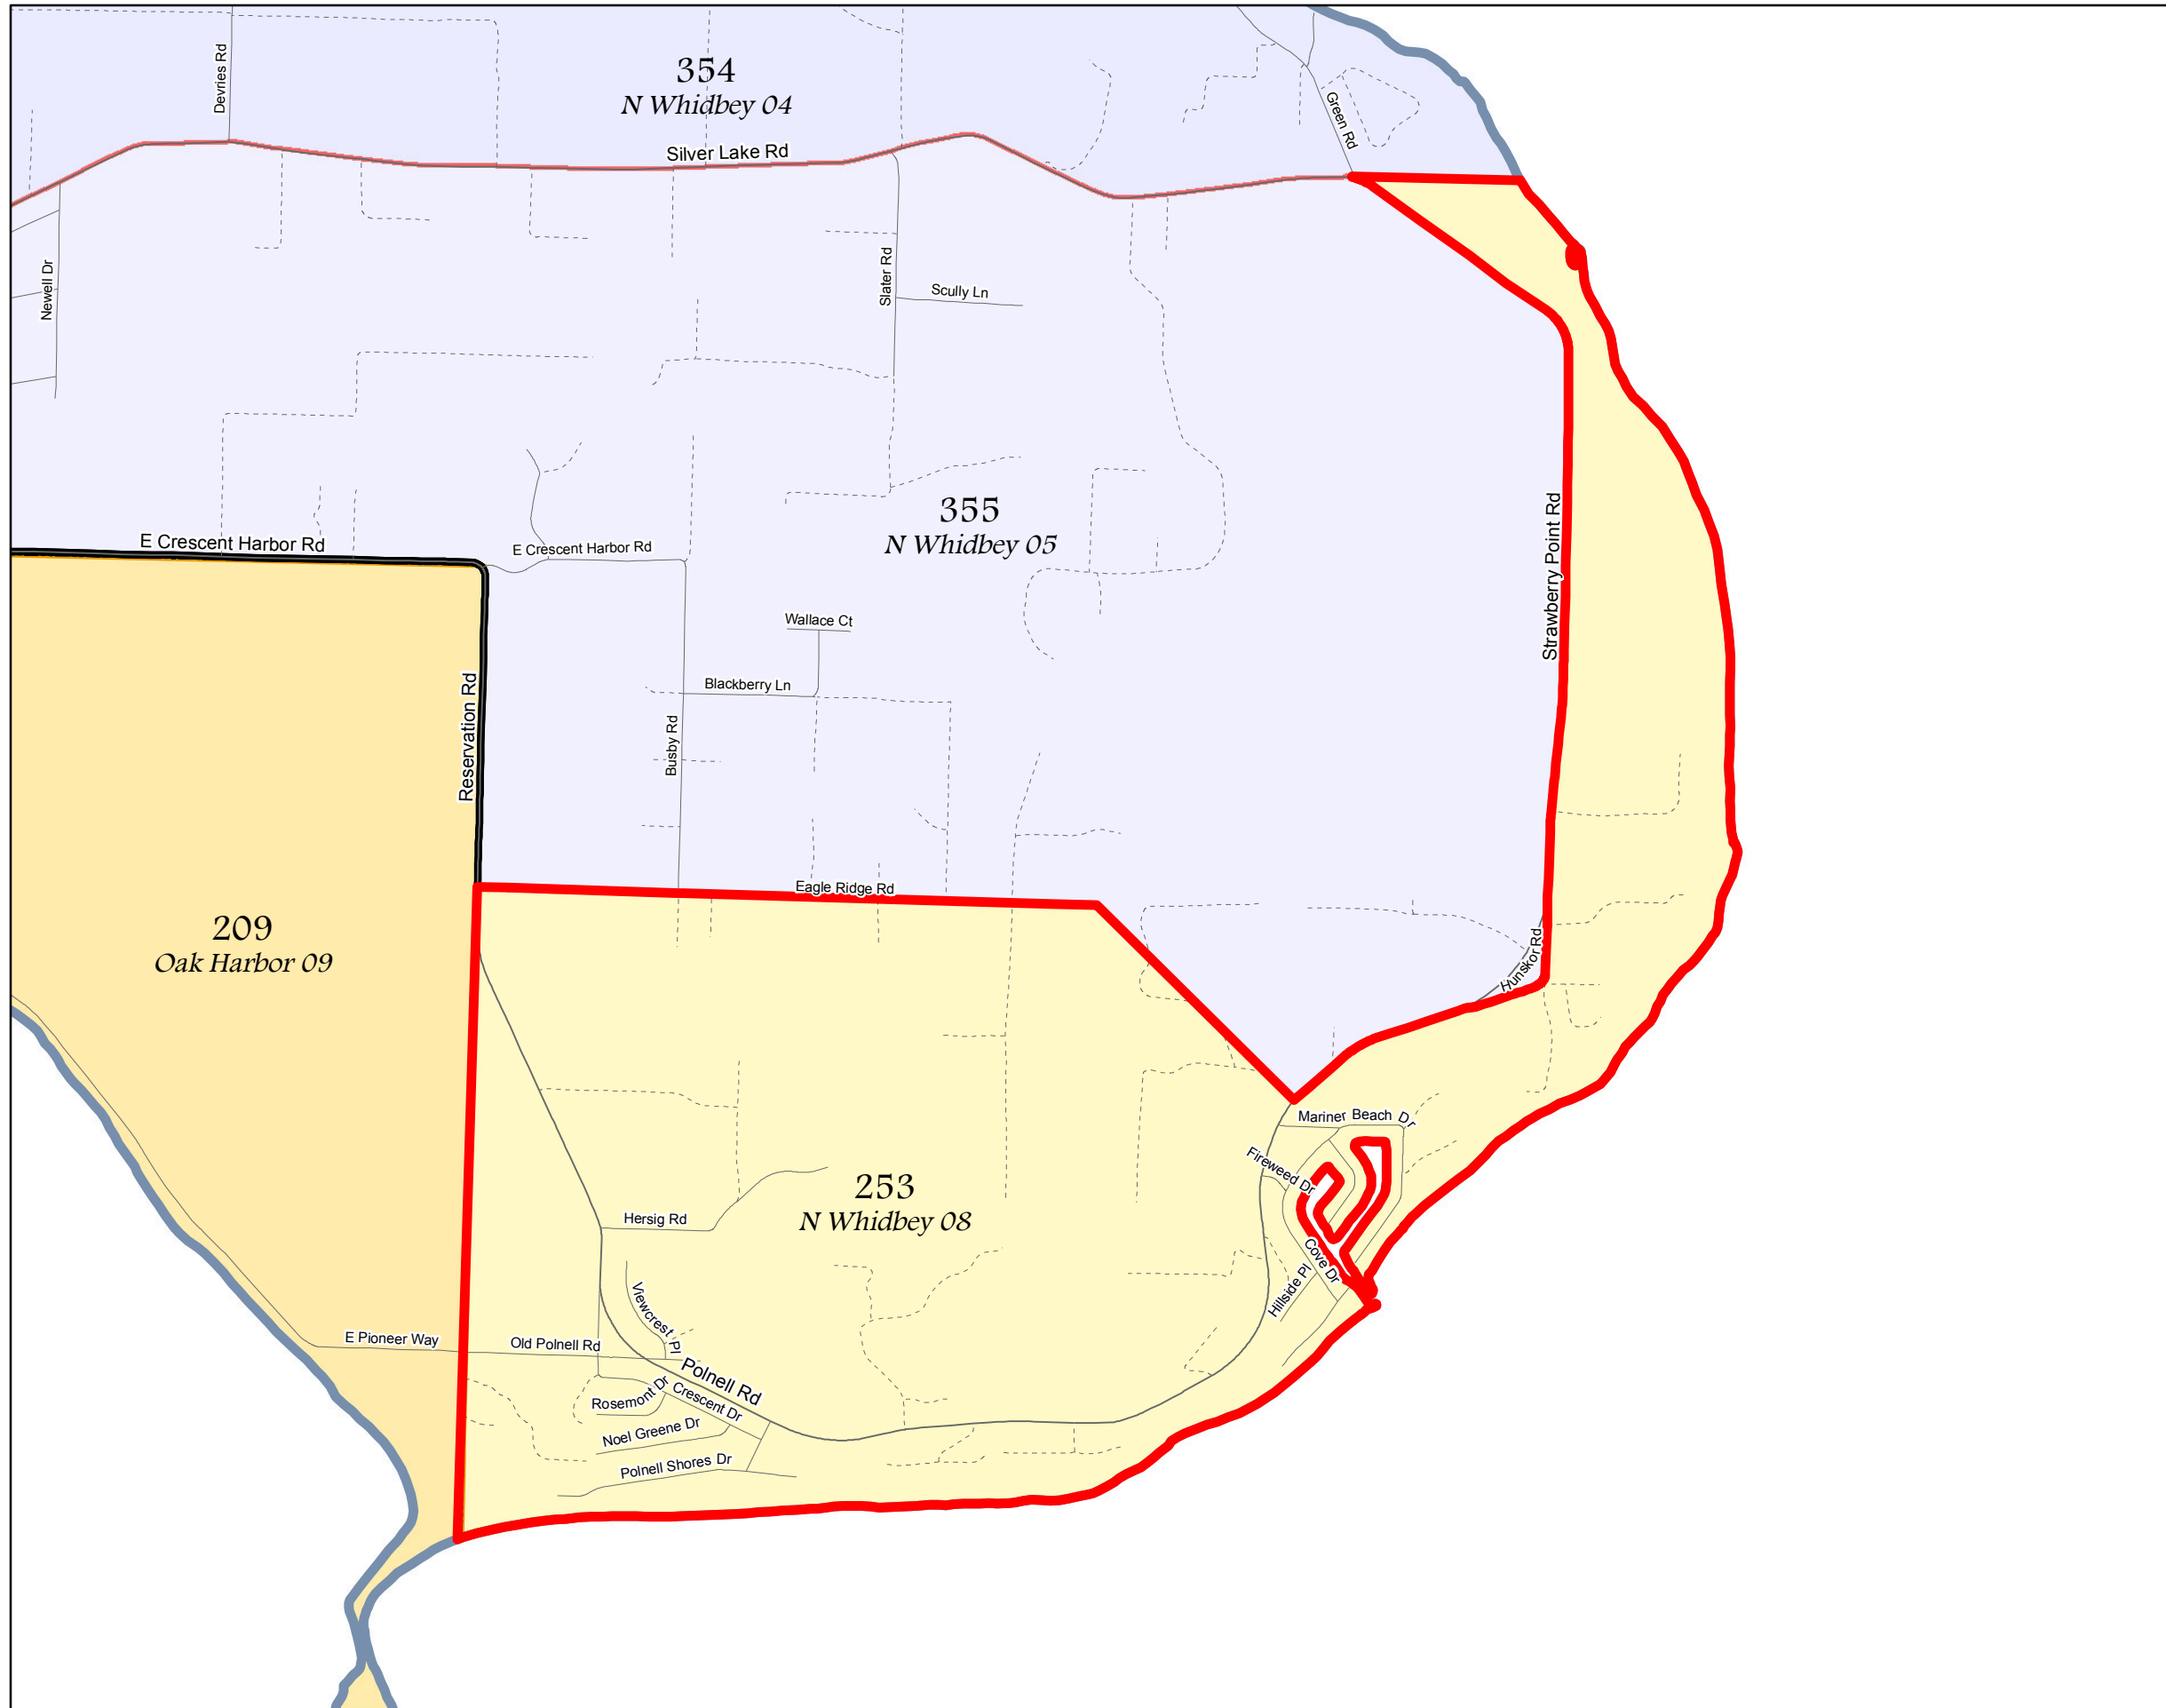 Devries Rd
354
N Whidbey 04
Green Rd
Silver Lake Rd
Newell Dr
Slater Rd
Scully Ln
355
N Whidbey 05
Strawberry Point Rd
E Crescent Harbor Rd
E Crescent Harbor Rd
Wallace Ct
Blackberry Ln
Reservation Rd
Busby Rd
Eagle Ridge Rd
209
Oak Harbor 09
Hunskor Rd
Mariner Beach Dr
Fireweed Dr
253
N Whidbey 08
Hersig Rd
Cove Dr
Hillside Pl
Viewcrest Pl
E Pioneer Way
Old Polnell Rd
Polnell Rd
Rosemont Dr
Crescent Dr
Noel Greene Dr
Polnell Shores Dr